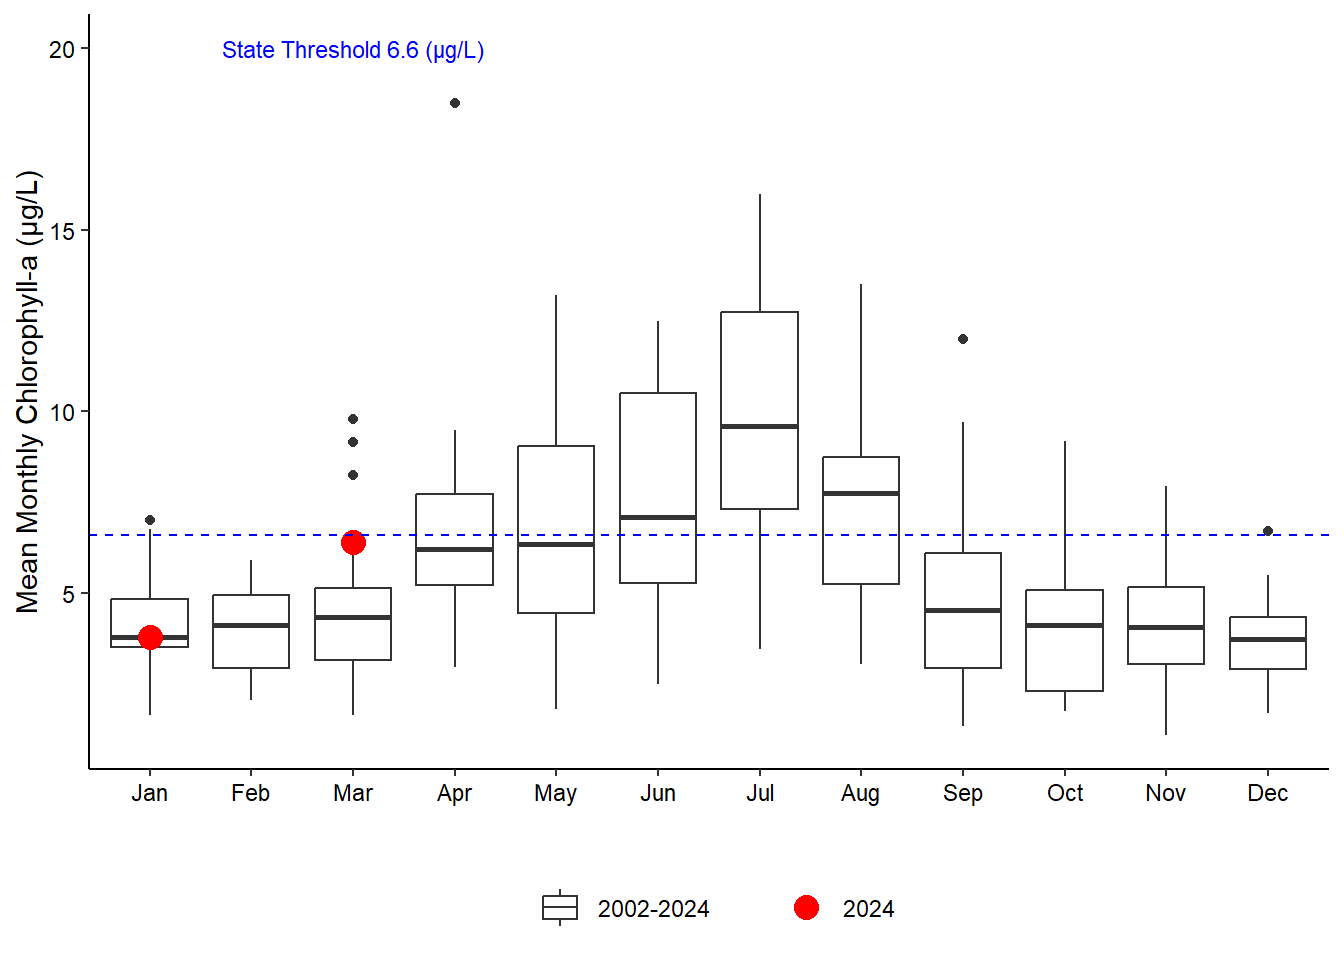 State Threshold 6.6 (µg/L)
Mean Monthly Chlorophyll-a (µg/L)
20
15
10
5
Jan Feb Mar Apr May Jun Jul Aug Sep Oct Nov Dec
2002-2024 2024